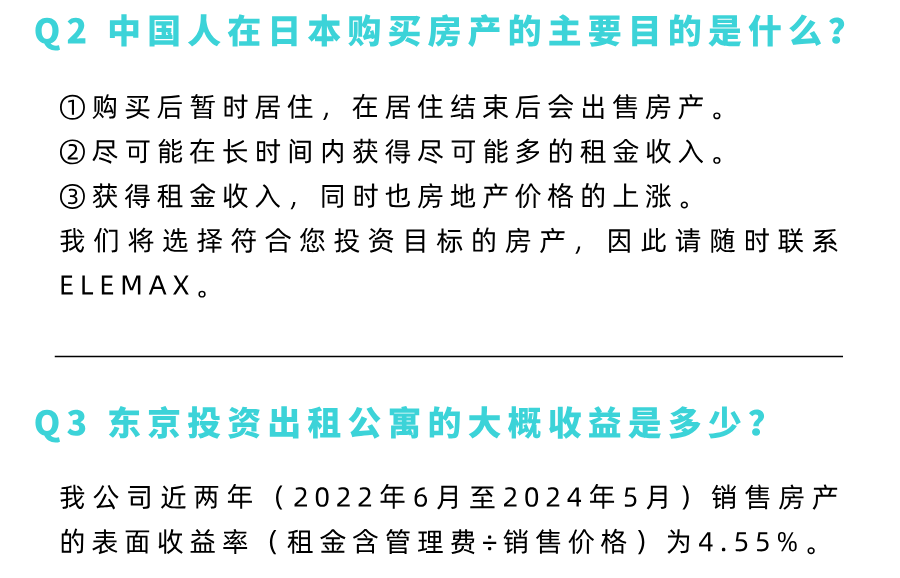 Q2 中国人在日本购买房产的主要目的是什么？
①购买后暂时居住，在居住结束后会出售房产。
②尽可能在长时间内获得尽可能多的租金收入。
③获得租金收入，同时也房地产价格的上涨。
我们将选择符合您投资目标的房产，因此请随时联系
ELEMAX。
Q3 东京投资出租公寓的大概收益是多少？
我公司近两年（2022年6月至2024年5月）销售房产
的表面收益率（租金含管理费÷销售价格）为4.55%。